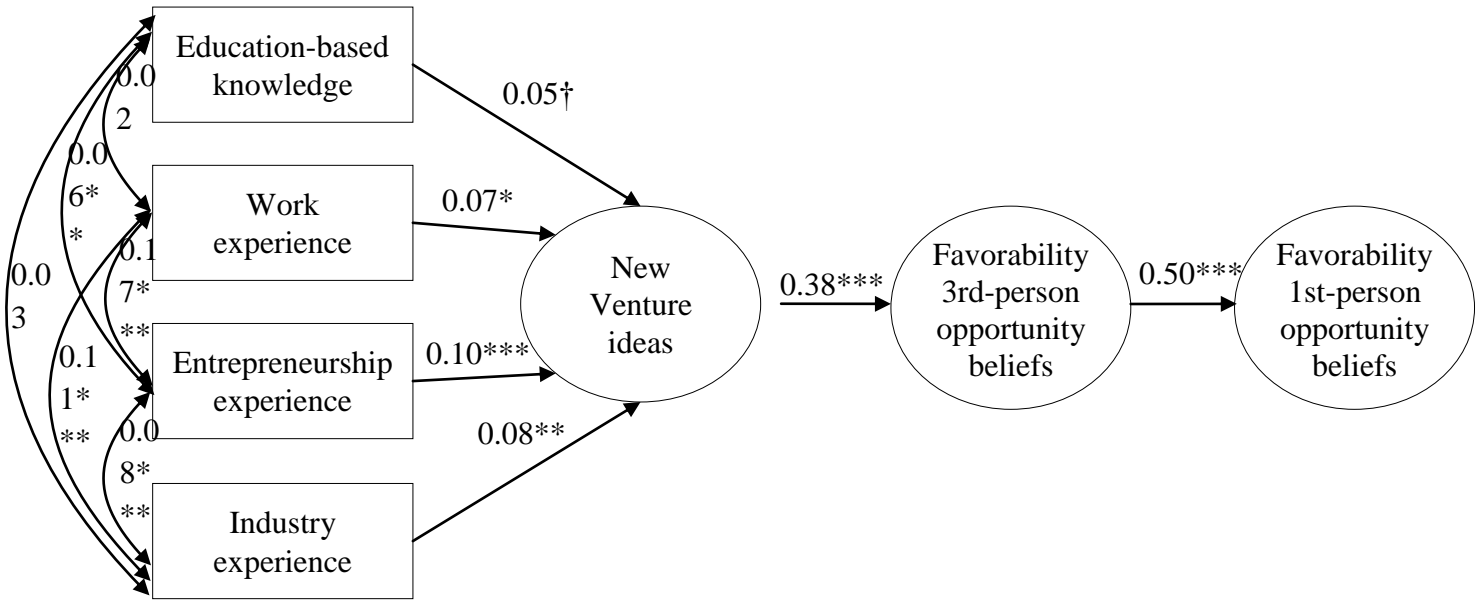 Education-based
knowledge
0.05†
0.0
2
0.0
6*
*
Work
experience
0.07*
0.1
7*
**
0.0
3
New
Venture
ideas
0.38***
Favorability
3rd-person
opportunity
beliefs
0.50***
Favorability
1st-person
opportunity
beliefs
Entrepreneurship
experience
0.10***
0.1
1*
**
0.0
8*
**
0.08**
Industry
experience